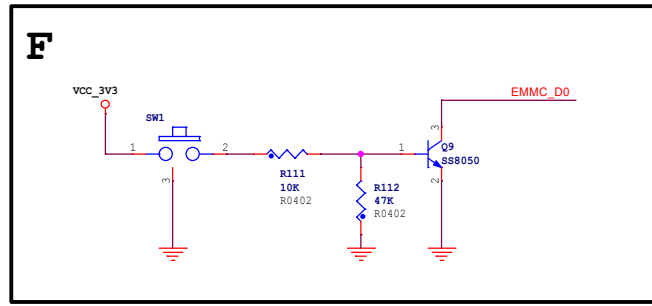 F
VCC_3V3
EMMC_D0
SW1
1
2
3
R111
10K
R0402
R112
47K
R0402
1
3
Q9
SS8050
2